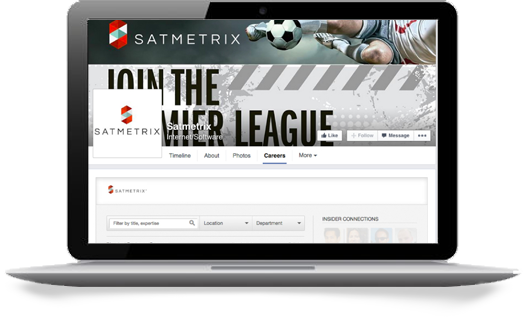 SATMETRIX
JOIN THE
MIER LEAGUE
SATMETRIX
Satmetrix
Internet/Software
Like
Follow
Message
Timeline
About
Photos
Careers
More
SATMETRIX
Filter by title, expertise
Location
Department
INSIDER CONNECTIONS